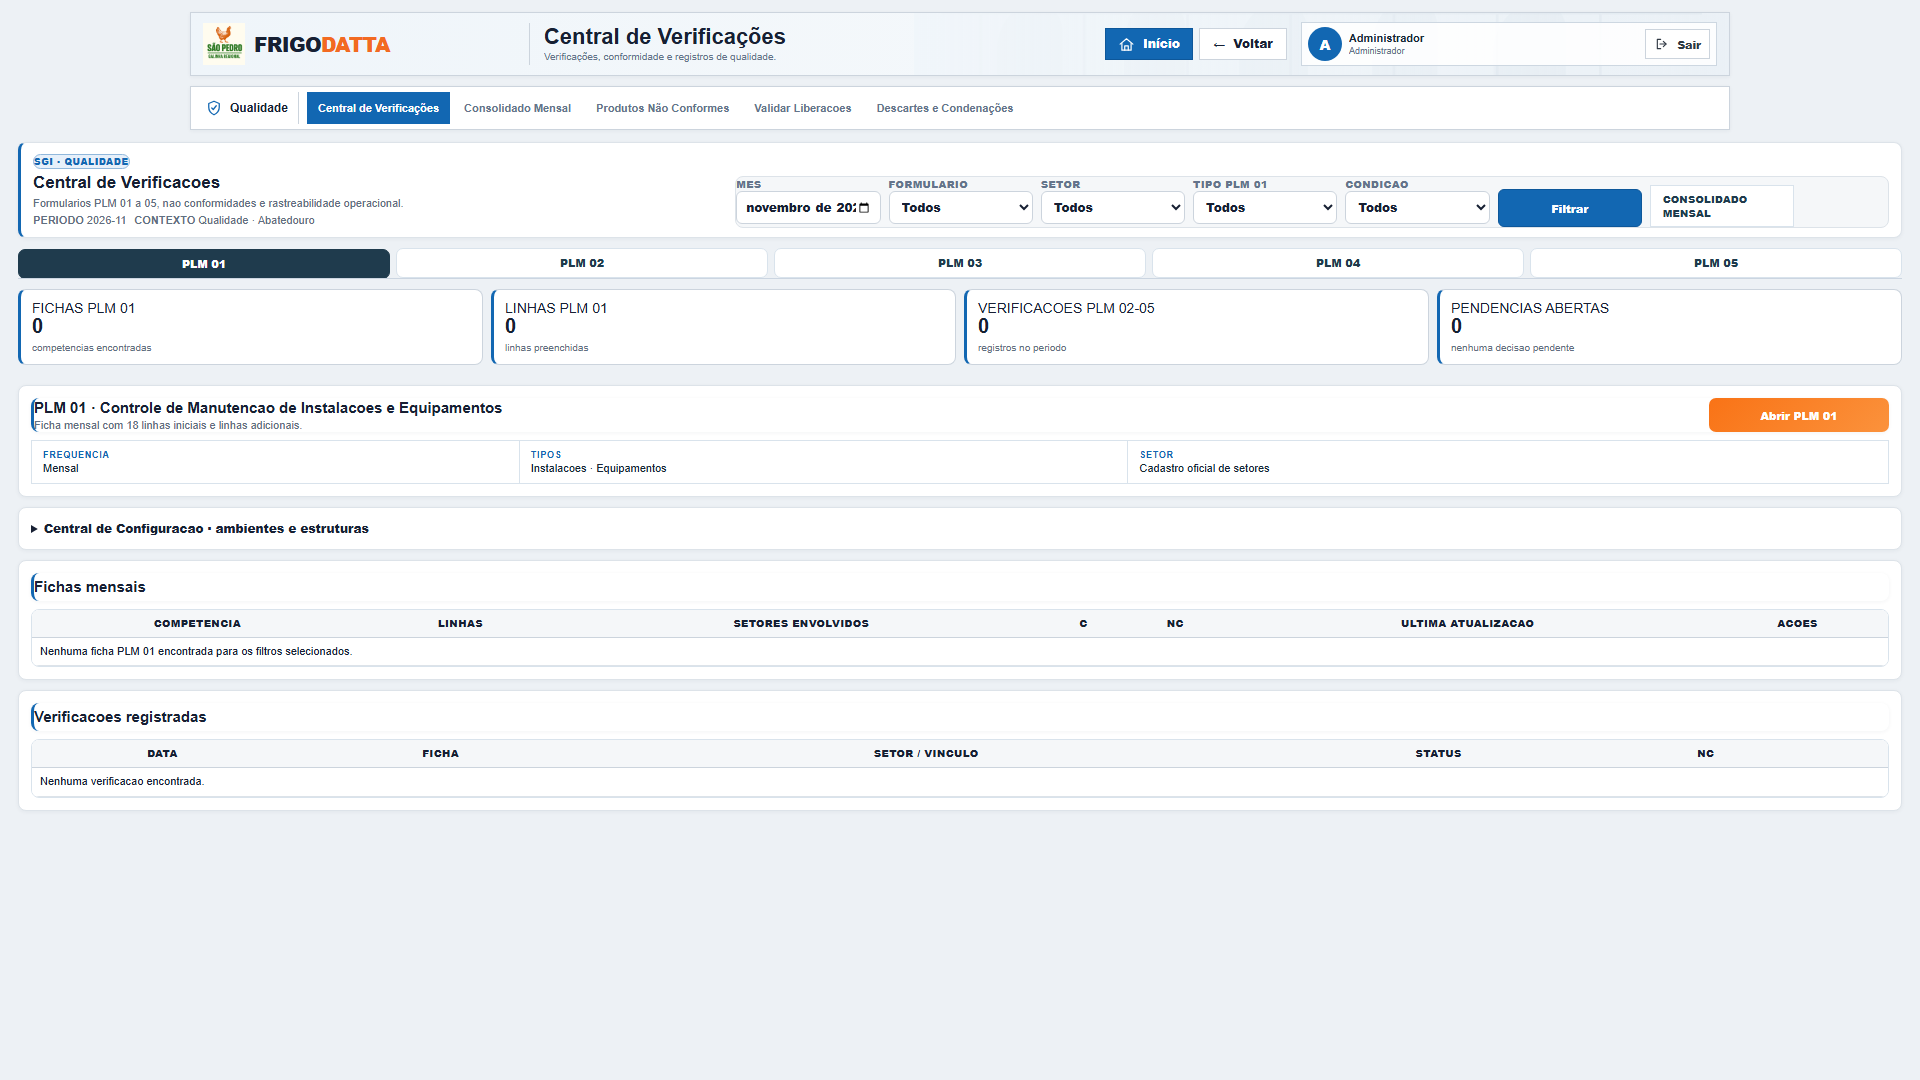 SÃO PEDRO
GALINHA REGIONAL
FRIGODATTA
Central de Verificações
Verificações, conformidade e registros de qualidade.
Início
← Voltar
A
Administrador
Administrador
Sair
Qualidade
Central de Verificações
Consolidado Mensal
Produtos Não Conformes
Validar Liberacoes
Descartes e Condenações
SGI · QUALIDADE
Central de Verificacoes
Formularios PLM 01 a 05, nao conformidades e rastreabilidade operacional.
PERIODO 2026-11 CONTEXTO Qualidade · Abatedouro
MES
novembro de 202
FORMULARIO
Todos
SETOR
Todos
TIPO PLM 01
Todos
CONDICAO
Todos
Filtrar
CONSOLIDADO
MENSAL
PLM 01
PLM 02
PLM 03
PLM 04
PLM 05
FICHAS PLM 01
0
competencias encontradas
LINHAS PLM 01
0
linhas preenchidas
VERIFICACOES PLM 02-05
0
registros no periodo
PENDENCIAS ABERTAS
0
nenhuma decisao pendente
PLM 01 · Controle de Manutencao de Instalacoes e Equipamentos
Ficha mensal com 18 linhas iniciais e linhas adicionais.
Abrir PLM 01
FREQUENCIA
Mensal
TIPOS
Instalacoes · Equipamentos
SETOR
Cadastro oficial de setores
Central de Configuracao · ambientes e estruturas
Fichas mensais
COMPETENCIA LINHAS SETORES ENVOLVIDOS C NC ULTIMA ATUALIZACAO ACOES
Nenhuma ficha PLM 01 encontrada para os filtros selecionados.
Verificacoes registradas
DATA FICHA SETOR / VINCULO STATUS NC
Nenhuma verificacao encontrada.